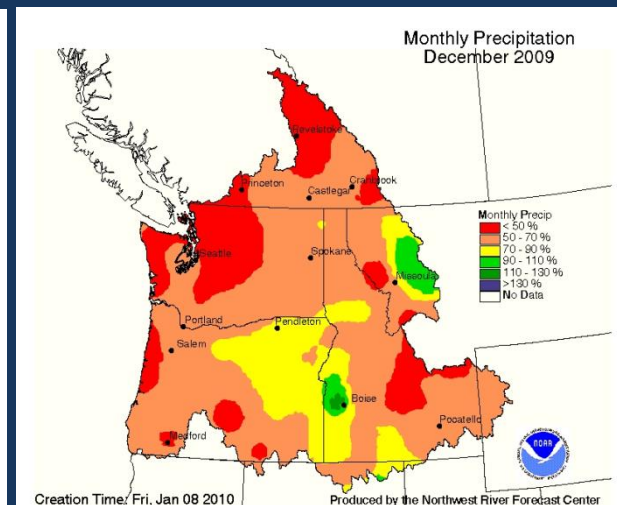 Monthly Precipitation
December 2009
Revelstoke
Princeton
Castlegar
Cranbrook
Seattle
Spokane
Missoula
Portland
Pendleton
Salem
Boise
Medford
Pocatello
Monthly Precip
< 50 %
50 - 70 %
70 - 90 %
90 - 110 %
110 - 130 %
>130 %
No Data
NOAA
Creation Time: Fri, Jan 08 2010
Produced by the Northwest River Forecast Center